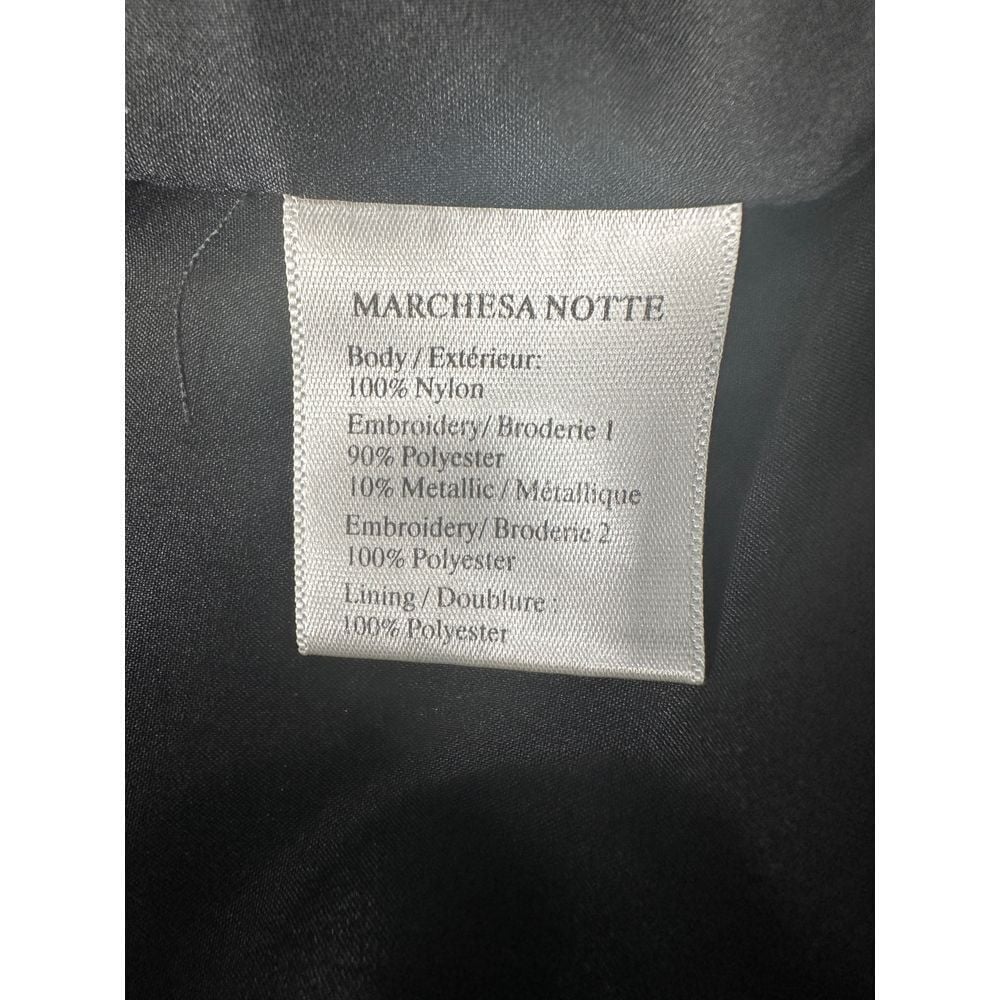 MARCHESA NOTTE
Body / Extérieur:
100% Nylon
Embroidery/ Broderie 1
90% Polyester
10% Metallic / Métallique
Embroidery/ Broderie 2
100% Polyester
Lining / Doublure :
100% Polyester